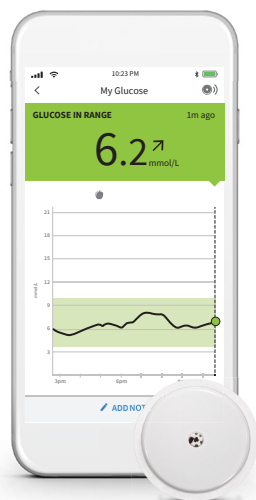 10:23 PM
My Glucose
GLUCOSE IN RANGE 1m ago
6.2 mmol/L
21
18
15
12
9
6
3
mmol/L
3pm 6pm
ADD NOT